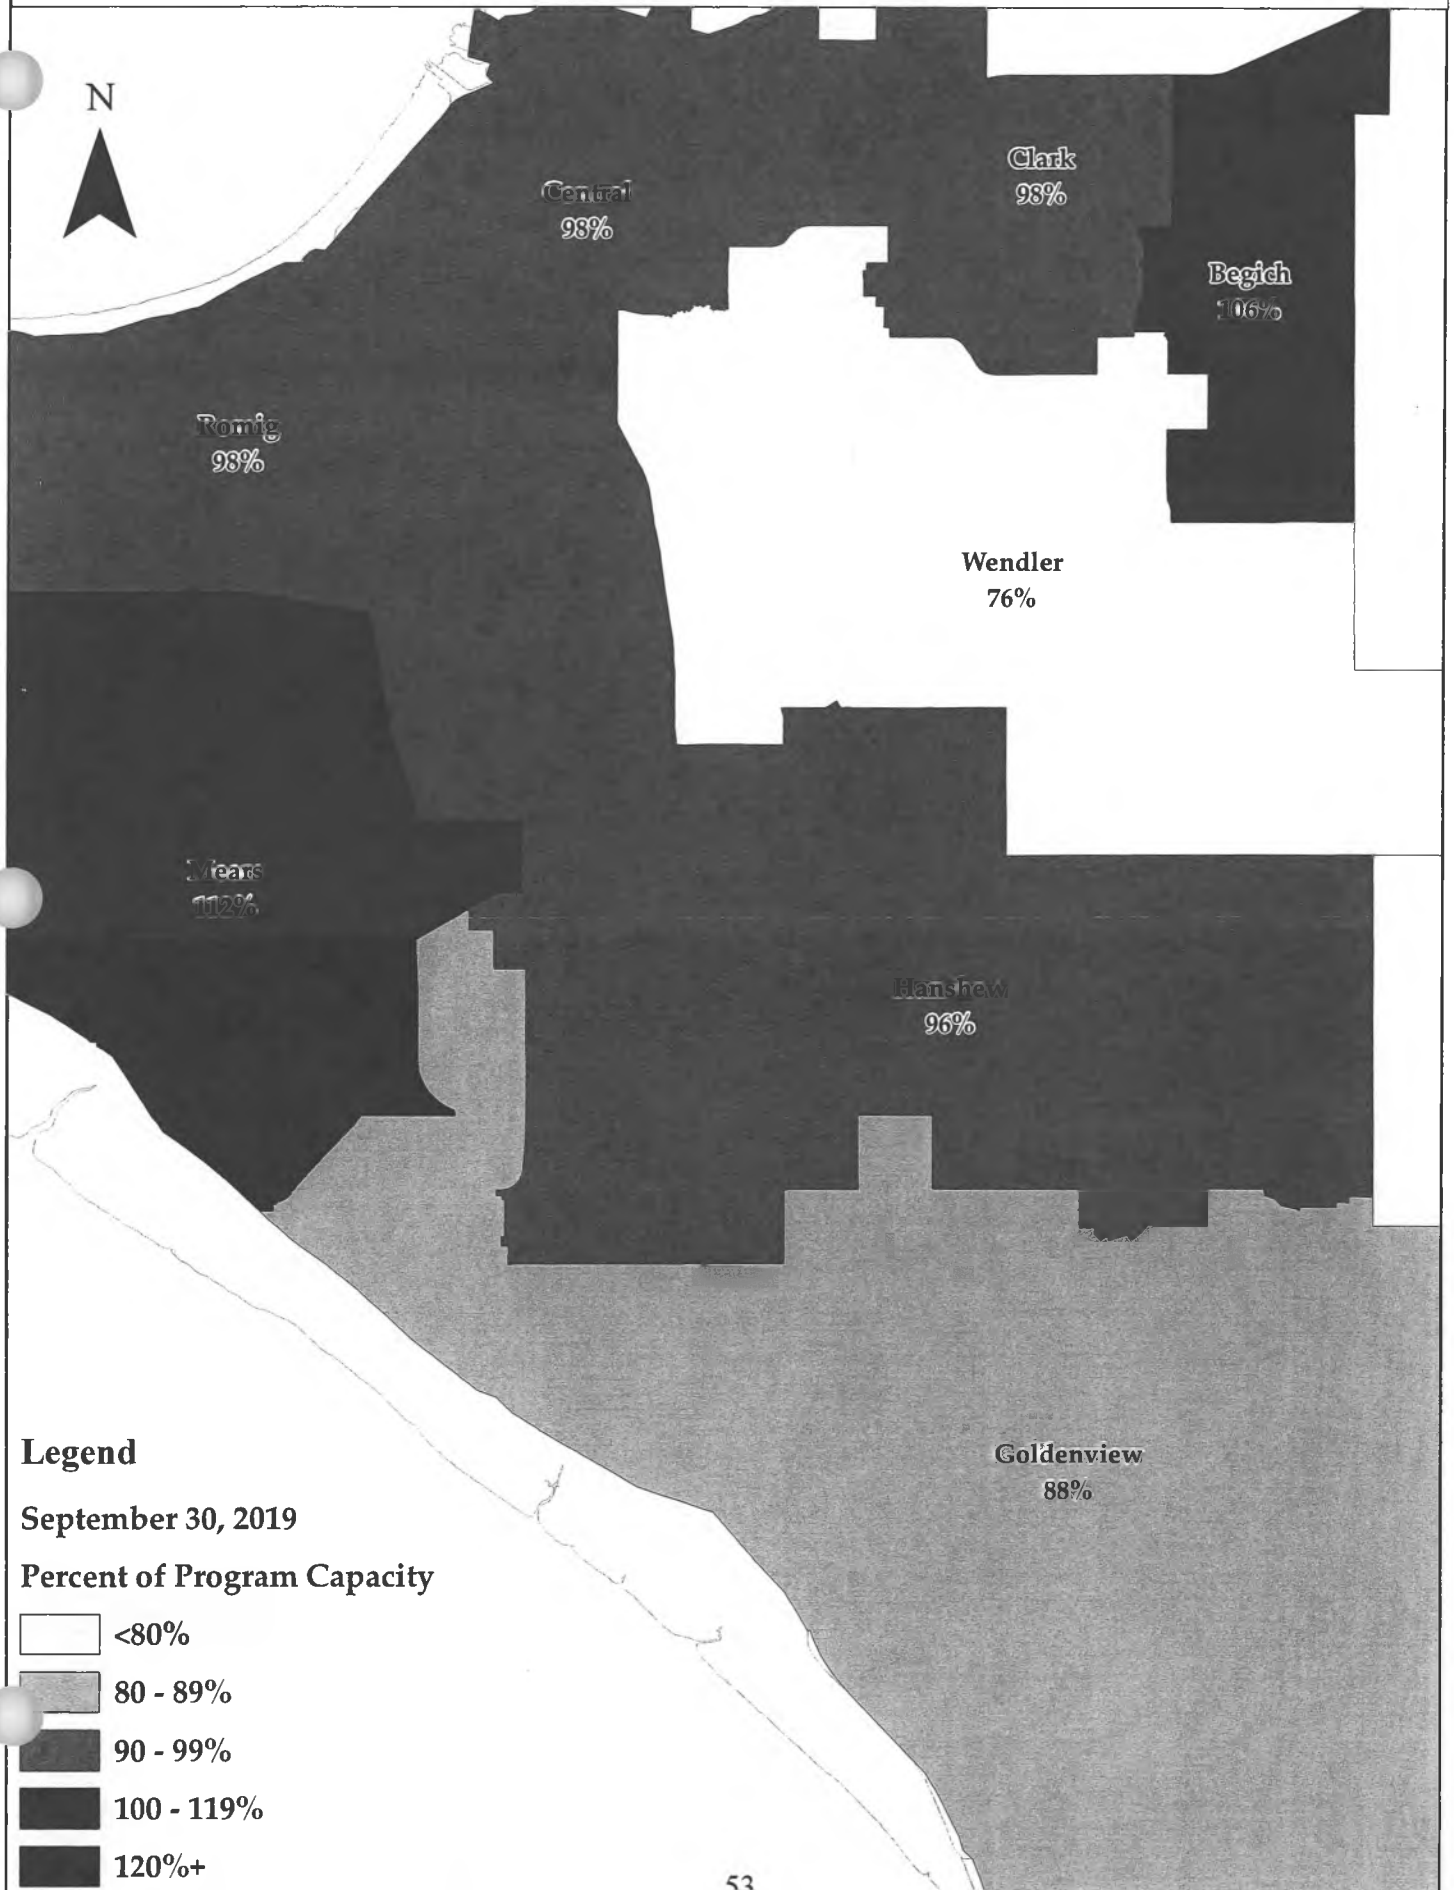 N
Clark
98%
Central
98%
Begich
106%
Romig
98%
Wendler
76%
Mears
112%
Hanshew
96%
Goldenview
88%
Legend
September 30, 2019
Percent of Program Capacity
<80%
80 - 89%
90 - 99%
100 - 119%
120%+
53